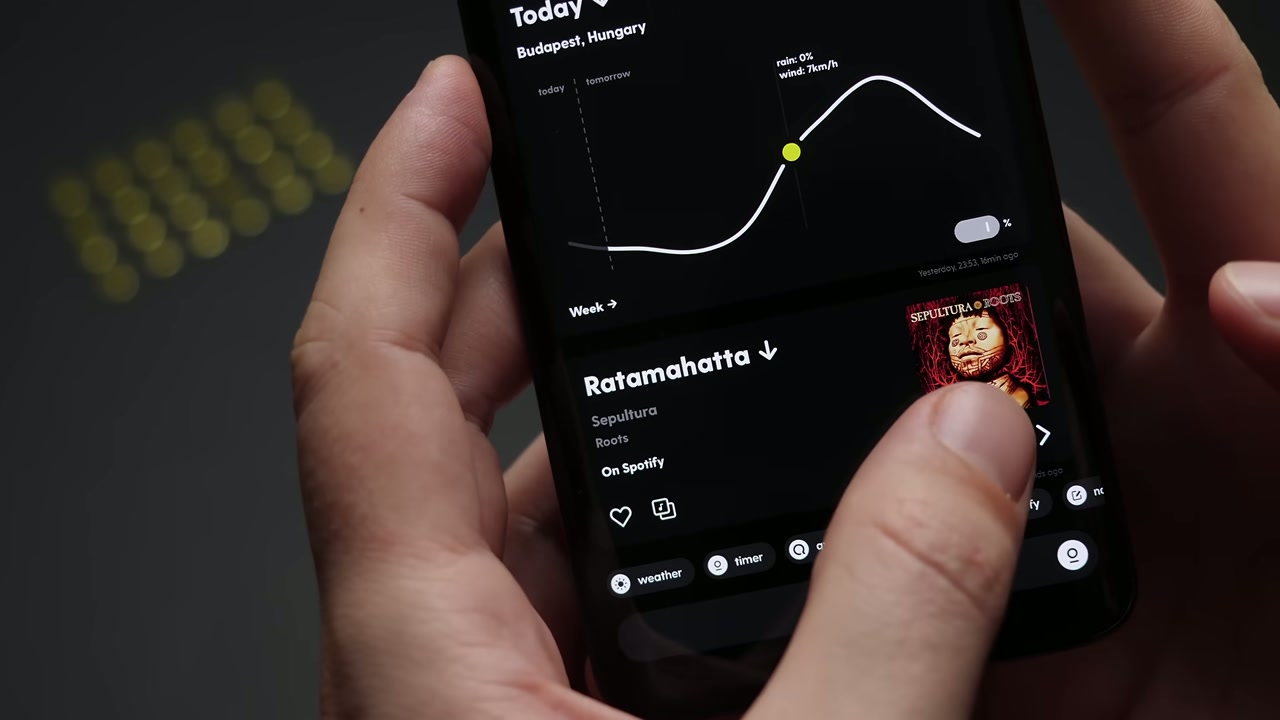 Today
Budapest, Hungary
today
tomorrow
rain: 0%
wind: 7km/h
%
Yesterday, 23:53, 16min ago
Week →
SEPULTURA ROOTS
Ratamahatta ↓
Sepultura
Roots
On Spotify
ago
weather
timer